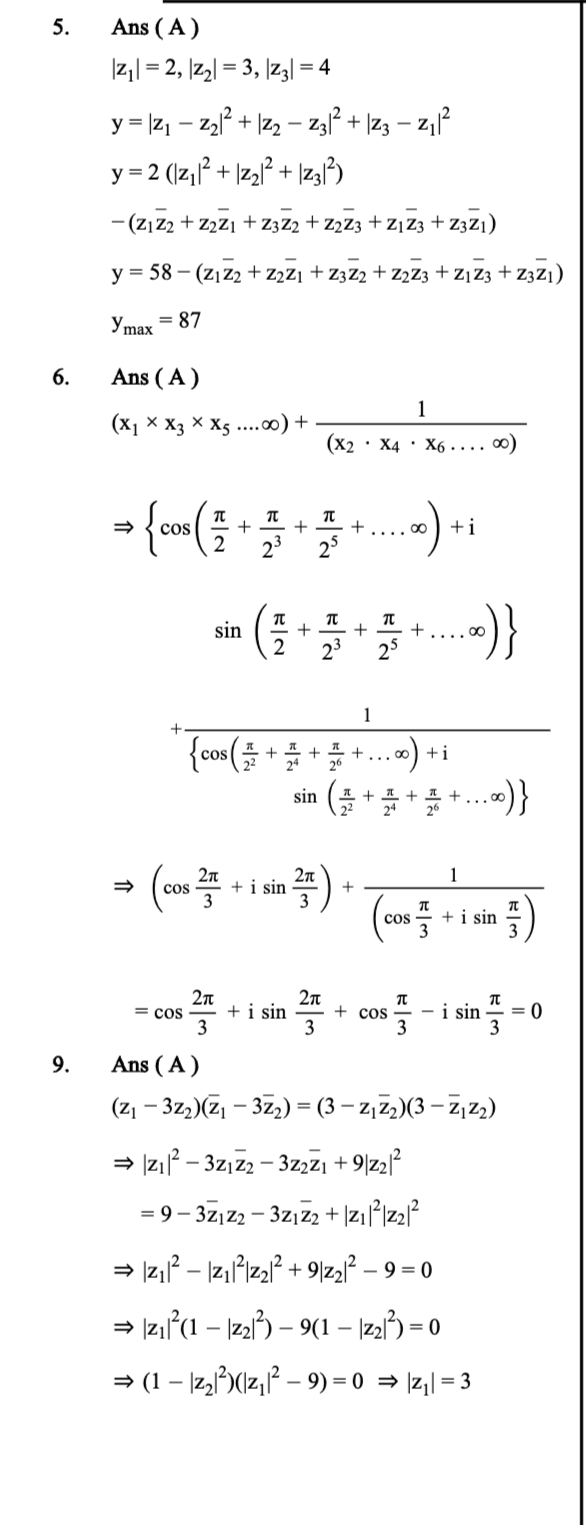 5. Ans ( A )
|z₁| = 2, |z₂| = 3, |z₃| = 4
y = |z₁ − z₂|² + |z₂ − z₃|² + |z₃ − z₁|²
y = 2 (|z₁|² + |z₂|² + |z₃|²)
− (z₁z̅₂ + z₂z̅₁ + z₃z̅₂ + z₂z̅₃ + z₁z̅₃ + z₃z̅₁)
y = 58 − (z₁z̅₂ + z₂z̅₁ + z₃z̅₂ + z₂z̅₃ + z₁z̅₃ + z₃z̅₁)
yₘₐₓ = 87
6. Ans ( A )
(x₁ × x₃ × x₅ ....∞) + 1/(x₂ · x₄ · x₆ .... ∞)
⇒ {cos(π/2 + π/2³ + π/2⁵ + .... ∞) + i
sin (π/2 + π/2³ + π/2⁵ + .... ∞)}
+ 1/{cos(π/2² + π/2⁴ + π/2⁶ + ... ∞) + i
sin (π/2² + π/2⁴ + π/2⁶ + ... ∞)}
⇒ (cos 2π/3 + i sin 2π/3) + 1/(cos π/3 + i sin π/3)
= cos 2π/3 + i sin 2π/3 + cos π/3 − i sin π/3 = 0
9. Ans ( A )
(z₁ − 3z₂)(z̅₁ − 3z̅₂) = (3 − z₁z̅₂)(3 − z̅₁z₂)
⇒ |z₁|² − 3z₁z̅₂ − 3z₂z̅₁ + 9|z₂|²
= 9 − 3z̅₁z₂ − 3z₁z̅₂ + |z₁|²|z₂|²
⇒ |z₁|² − |z₁|²|z₂|² + 9|z₂|² − 9 = 0
⇒ |z₁|²(1 − |z₂|²) − 9(1 − |z₂|²) = 0
⇒ (1 − |z₂|²)(|z₁|² − 9) = 0 ⇒ |z₁| = 3